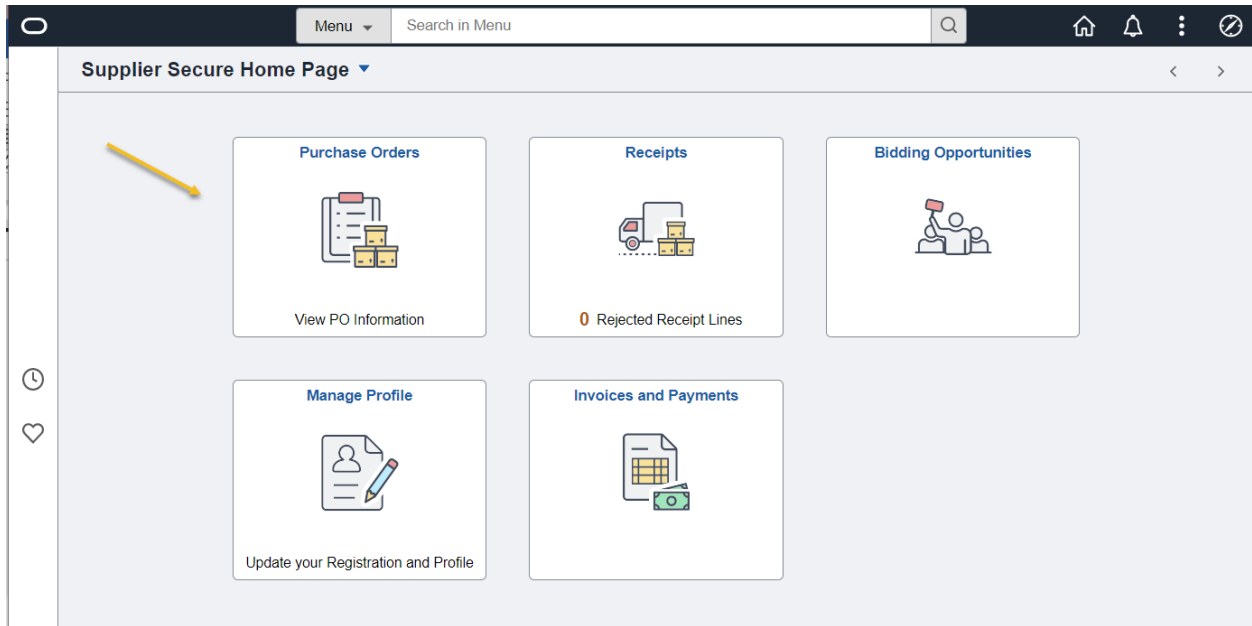 Menu
Search in Menu
Supplier Secure Home Page
Purchase Orders
View PO Information
Receipts
0 Rejected Receipt Lines
Bidding Opportunities
Manage Profile
Update your Registration and Profile
Invoices and Payments